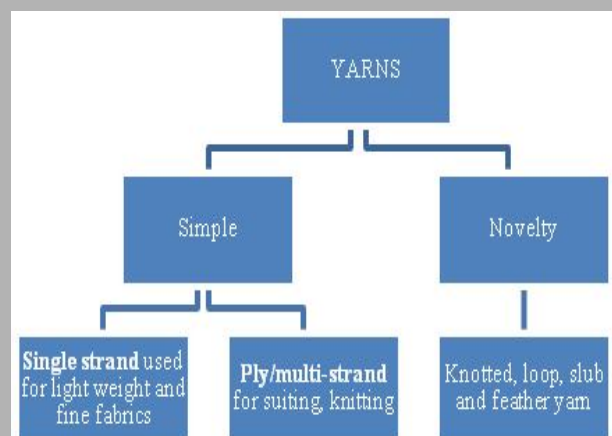 YARNS
Simple
Novelty
Single strand used
for light weight and
fine fabrics
Ply/multi-strand
for suiting, knitting
Knotted, loop, slub
and feather yarn